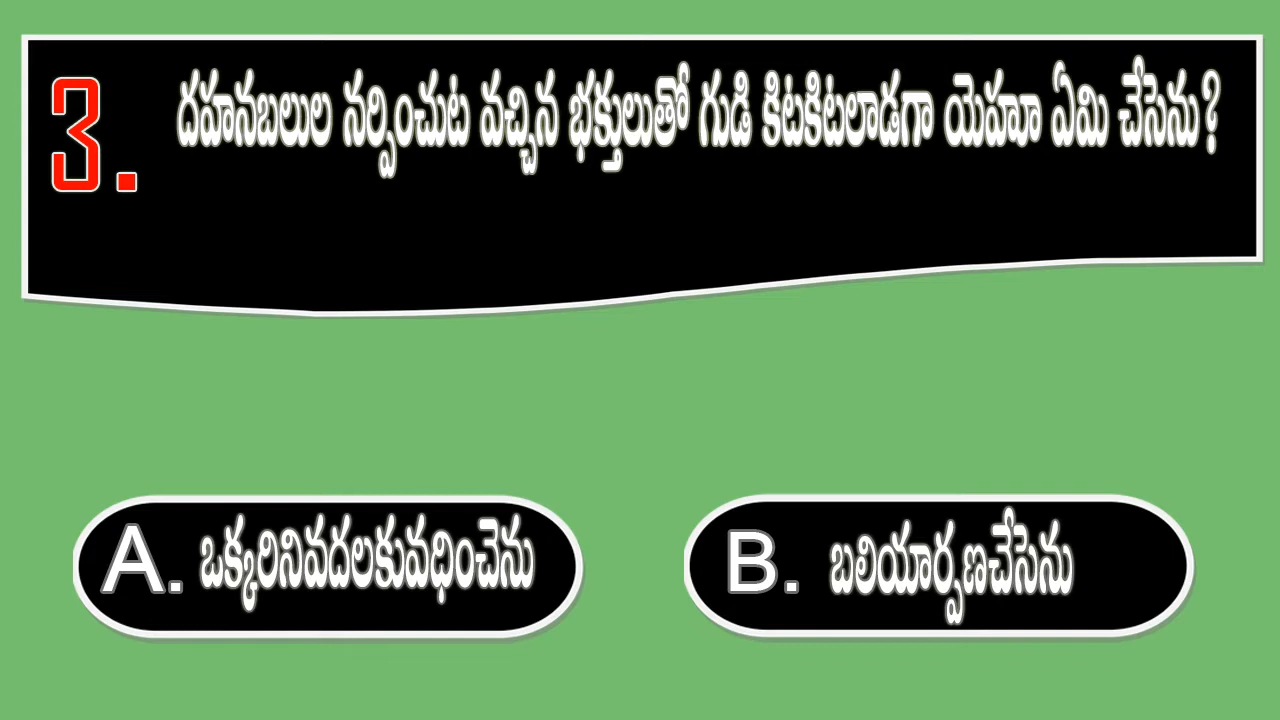 3. దహనబలుల నర్పించుట వచ్చిన భక్తులుతో గుడి కిటకిటలాడగా యెహూ ఏమి చేసెను?
A. ఒక్కరినివదలకువధించెను
B. బలియార్పణచేసెను